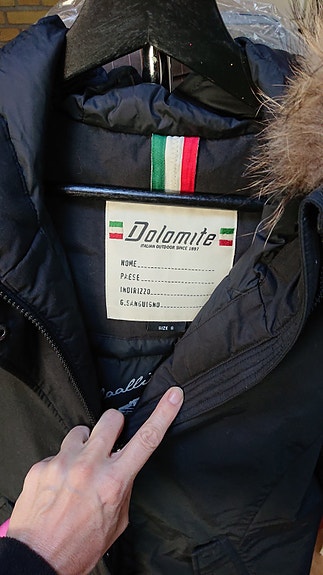 Dolomite
ITALIAN OUTDOOR SINCE 1897
NOME
PAESE
INDIRIZZO
G.SANGUIGNO
SIZE